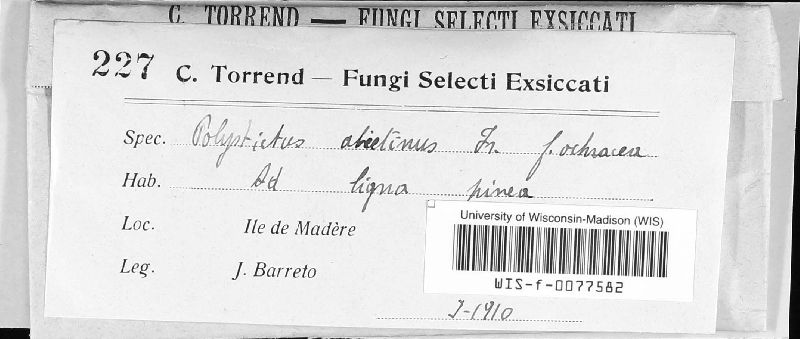 C. TORREND — FUNGI SELECTI EXSICCATI
227 C. Torrend — Fungi Selecti Exsiccati
Spec. Polystictus abietinus Fr. f. ochracea
Hab. Ad ligna pinea
Loc. Ile de Madère
Leg. J. Barreto
University of Wisconsin-Madison (WIS)
WIS-f-0077582
I-1910